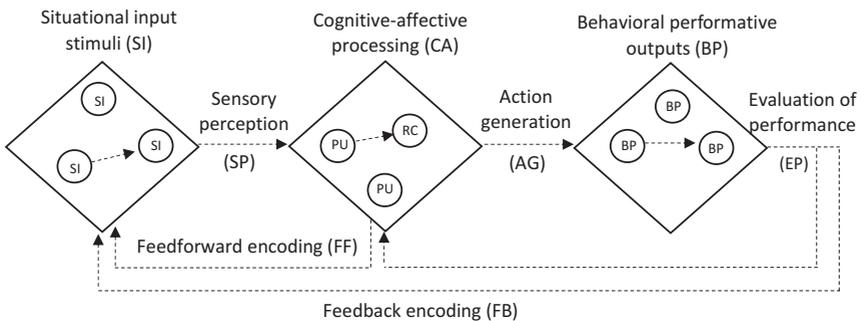 Situational input
stimuli (SI)
Cognitive-affective
processing (CA)
Behavioral performative
outputs (BP)
SI
SI
SI
Sensory
perception
(SP)
PU
RC
PU
Action
generation
(AG)
BP
BP
BP
Evaluation of
performance
(EP)
Feedforward encoding (FF)
Feedback encoding (FB)